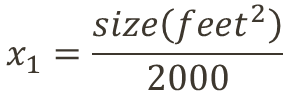 x₁ = size(feet²) / 2000